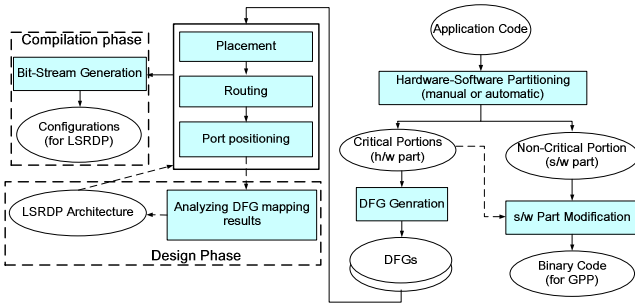 Compilation phase
Bit-Stream Generation
Configurations
(for LSRDP)
Placement
Routing
Port positioning
LSRDP Architecture
Analyzing DFG mapping
results
Design Phase
Application Code
Hardware-Software Partitioning
(manual or automatic)
Critical Portions
(h/w part)
Non-Critical Portion
(s/w part)
DFG Genration
s/w Part Modification
DFGs
Binary Code
(for GPP)